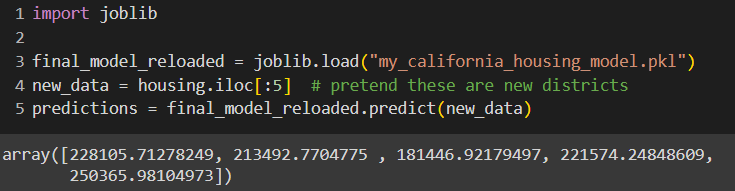 1 import joblib
2
3 final_model_reloaded = joblib.load("my_california_housing_model.pkl")
4 new_data = housing.iloc[:5]  # pretend these are new districts
5 predictions = final_model_reloaded.predict(new_data)
array([228105.71278249, 213492.7704775 , 181446.92179497, 221574.24848609,
       250365.98104973])